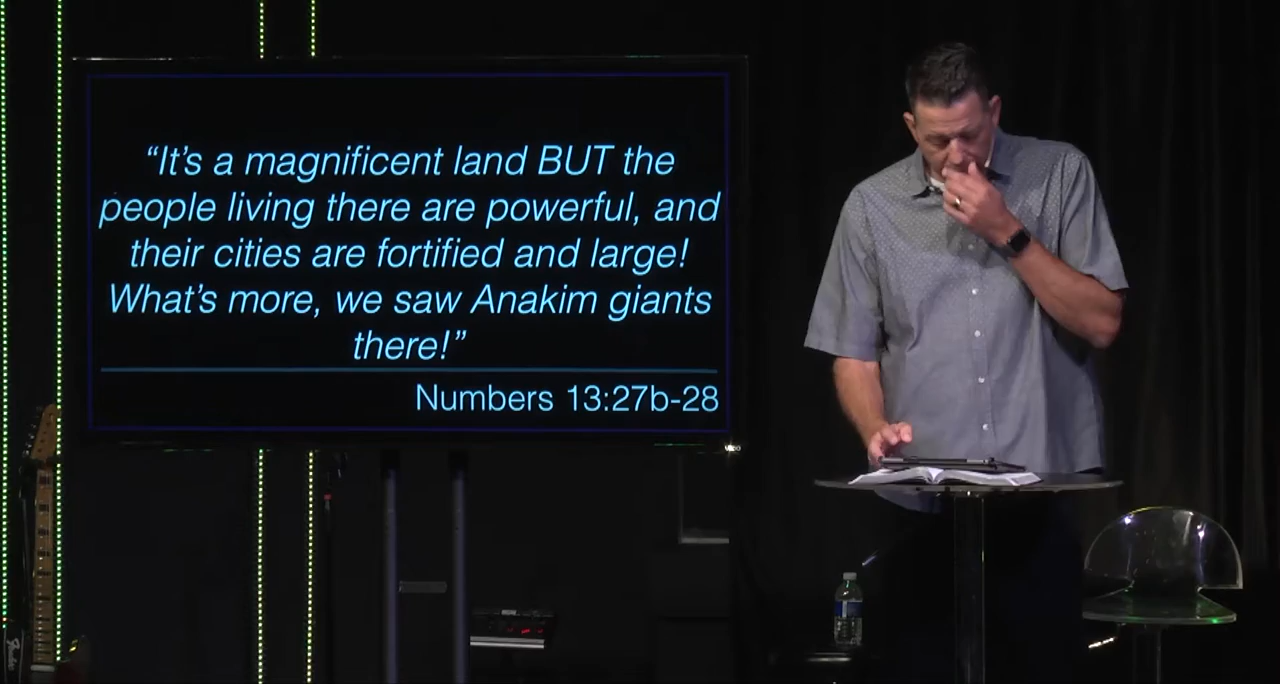 “It’s a magnificent land BUT the
people living there are powerful, and
their cities are fortified and large!
What’s more, we saw Anakim giants
there!”
Numbers 13:27b-28
Fender